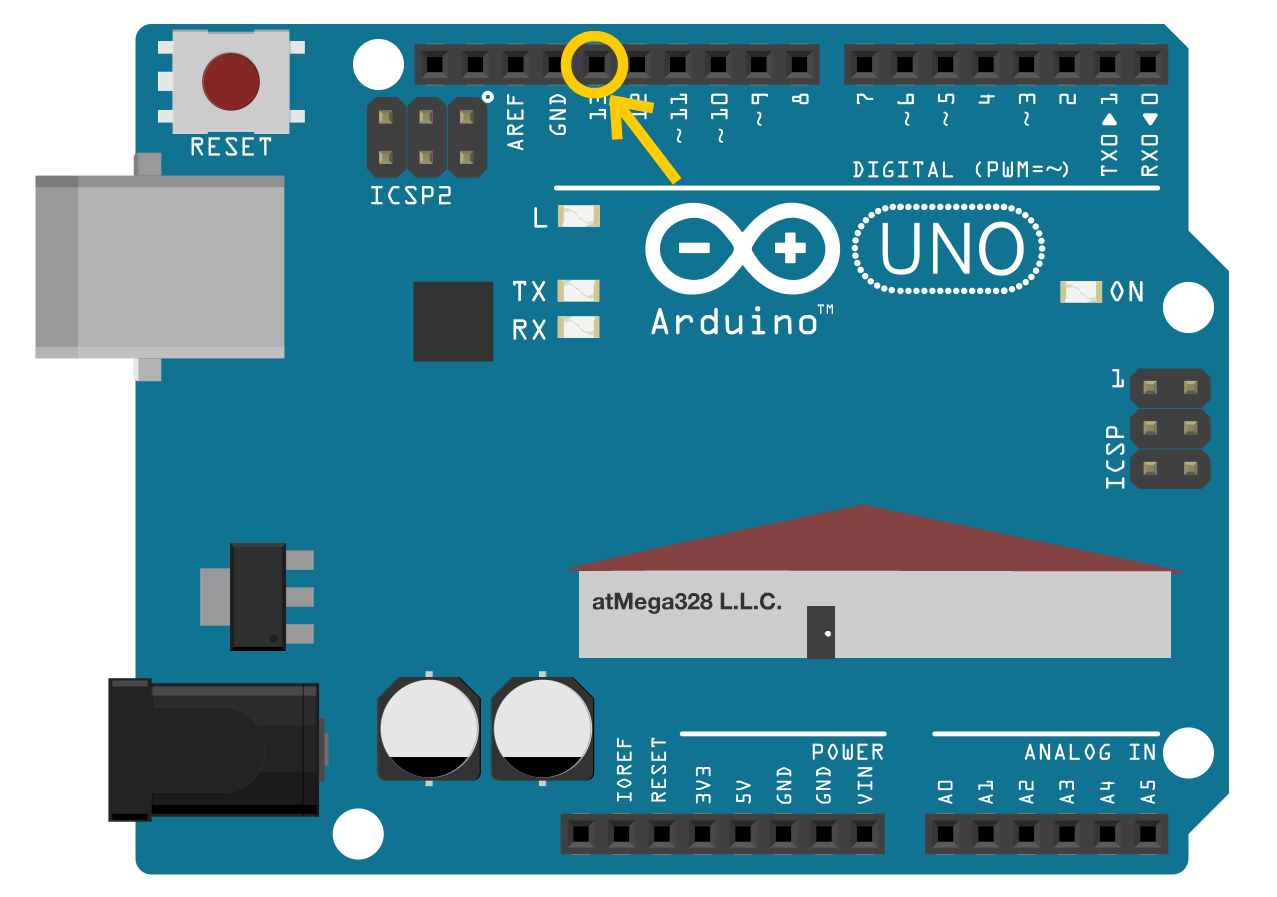 RESET
ICSP2
AREF
GND
13
12
~11
~10
~9
8
7
~6
~5
4
~3
2
TX0 ▶ 1
RX0 ◀ 0
DIGITAL (PWM=~)
L
TX
RX
UNO
Arduino™
ON
1
ICSP
atMega328 L.L.C.
POWER
ANALOG IN
IOREF
RESET
3V3
5V
GND
GND
VIN
A0
A1
A2
A3
A4
A5